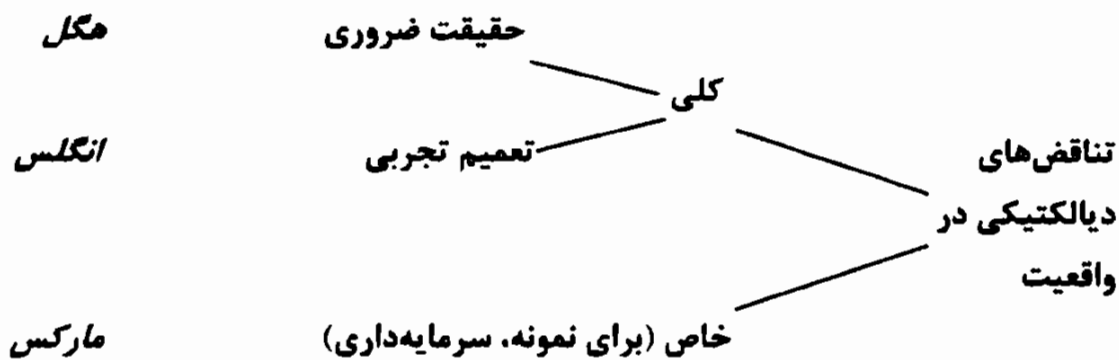 حقیقت ضروری هگل
کلی
تناقض‌های تعمیم تجربی انگلس
دیالکتیکی در
واقعیت
خاص (برای نمونه، سرمایه‌داری) مارکس